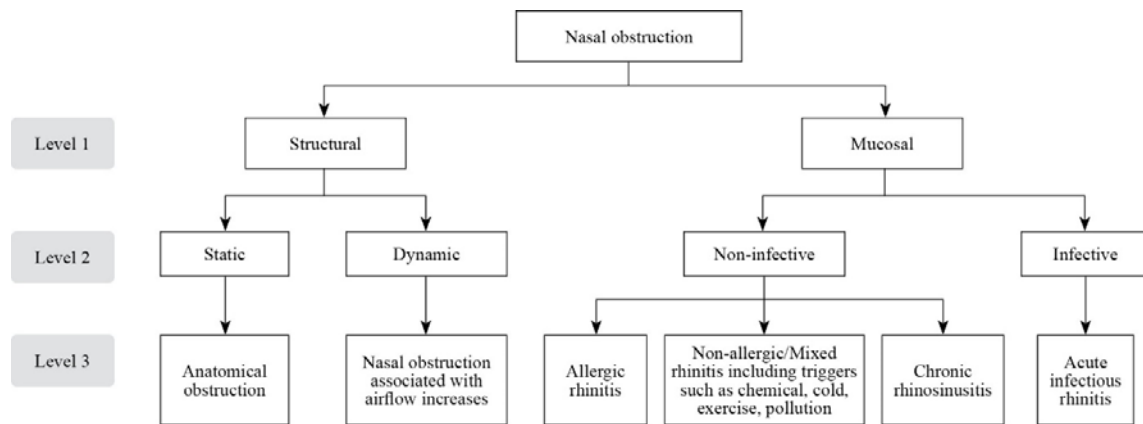 Nasal obstruction
Level 1
Structural
Mucosal
Level 2
Static
Dynamic
Non-infective
Infective
Level 3
Anatomical
obstruction
Nasal obstruction
associated with
airflow increases
Allergic
rhinitis
Non-allergic/Mixed
rhinitis including triggers
such as chemical, cold,
exercise, pollution
Chronic
rhinosinusitis
Acute
infectious
rhinitis